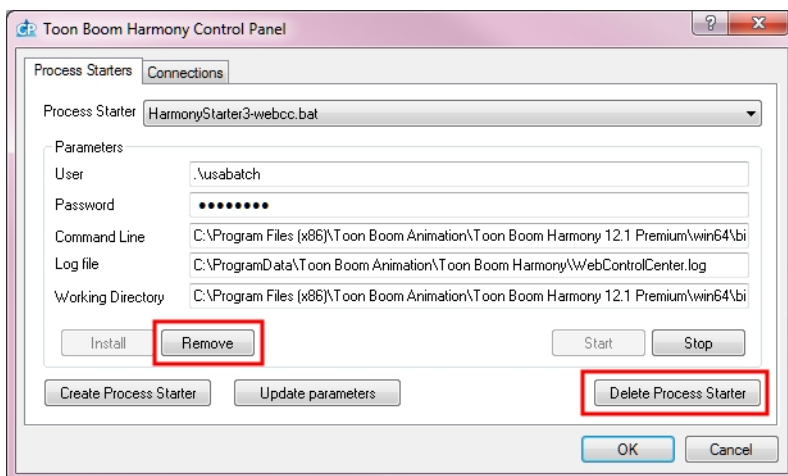 Toon Boom Harmony Control Panel
Process Starters Connections
Process Starter HarmonyStarter3-webcc.bat
Parameters
User .\usabatch
Password ●●●●●●●●
Command Line C:\Program Files (x86)\Toon Boom Animation\Toon Boom Harmony 12.1 Premium\win64\bi
Log file C:\ProgramData\Toon Boom Animation\Toon Boom Harmony\WebControlCenter.log
Working Directory C:\Program Files (x86)\Toon Boom Animation\Toon Boom Harmony 12.1 Premium\win64\bi
Install Remove Start Stop
Create Process Starter Update parameters Delete Process Starter
OK Cancel